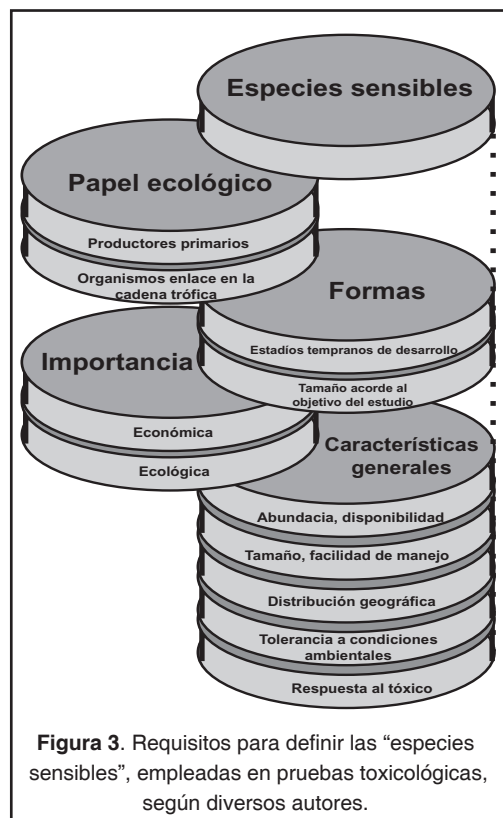 Especies sensibles
Papel ecológico
Productores primarios
Organismos enlace en la
cadena trófica
Formas
Estadíos tempranos de desarrollo
Tamaño acorde al
objetivo del estudio
Importancia
Económica
Ecológica
Características
generales
Abundacia, disponibilidad
Tamaño, facilidad de manejo
Distribución geográfica
Tolerancia a condiciones
ambientales
Respuesta al tóxico
Figura 3. Requisitos para definir las “especies
sensibles”, empleadas en pruebas toxicológicas,
según diversos autores.